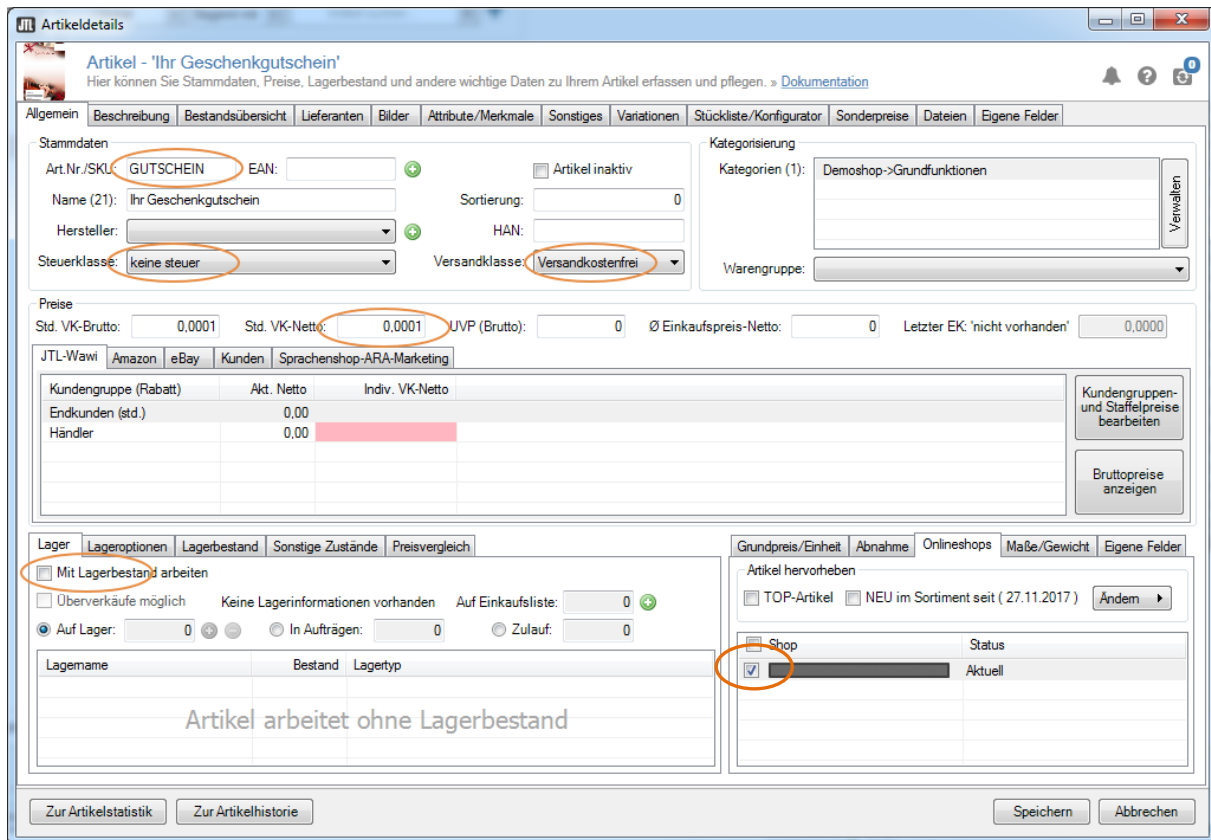 JTL Artikeldetails
Artikel - 'Ihr Geschenkgutschein'
Hier können Sie Stammdaten, Preise, Lagerbestand und andere wichtige Daten zu Ihrem Artikel erfassen und pflegen. » Dokumentation
0
Allgemein Beschreibung Bestandsübersicht Lieferanten Bilder Attribute/Merkmale Sonstiges Variationen Stückliste/Konfigurator Sonderpreise Dateien Eigene Felder
Stammdaten
Art.Nr./SKU: GUTSCHEIN EAN: Artikel inaktiv
Name (21): Ihr Geschenkgutschein Sortierung: 0
Hersteller: HAN:
Steuerklasse: keine steuer Versandklasse: Versandkostenfrei
Kategorisierung
Kategorien (1): Demoshop->Grundfunktionen
Verwalten
Warengruppe:
Preise
Std. VK-Brutto: 0,0001 Std. VK-Netto: 0,0001 UVP (Brutto): 0 Ø Einkaufspreis-Netto: 0 Letzter EK: 'nicht vorhanden' 0,0000
JTL-Wawi Amazon eBay Kunden Sprachenshop-ARA-Marketing
Kundengruppe (Rabatt) Akt. Netto Indiv. VK-Netto
Endkunden (std.) 0,00
Händler 0,00
Kundengruppen-
und Staffelpreise
bearbeiten
Bruttopreise
anzeigen
Lager Lageroptionen Lagerbestand Sonstige Zustände Preisvergleich
Mit Lagerbestand arbeiten
Überverkäufe möglich Keine Lagerinformationen vorhanden Auf Einkaufsliste: 0
Auf Lager: 0 In Aufträgen: 0 Zulauf: 0
Lagername Bestand Lagertyp
Artikel arbeitet ohne Lagerbestand
Grundpreis/Einheit Abnahme Onlineshops Maße/Gewicht Eigene Felder
Artikel hervorheben
TOP-Artikel NEU im Sortiment seit ( 27.11.2017 ) Ändern
Shop Status
Aktuell
Zur Artikelstatistik Zur Artikelhistorie Speichern Abbrechen